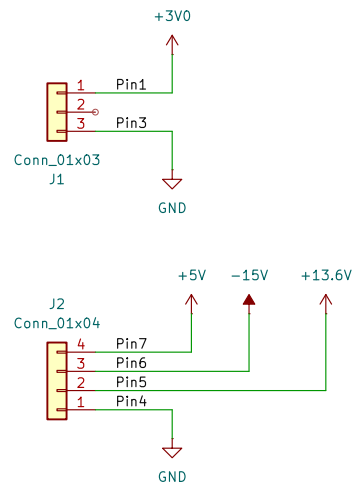 +3V0
1 Pin1
2
3 Pin3
Conn_01x03
J1
GND
+5V -15V +13.6V
J2
Conn_01x04
4 Pin7
3 Pin6
2 Pin5
1 Pin4
GND